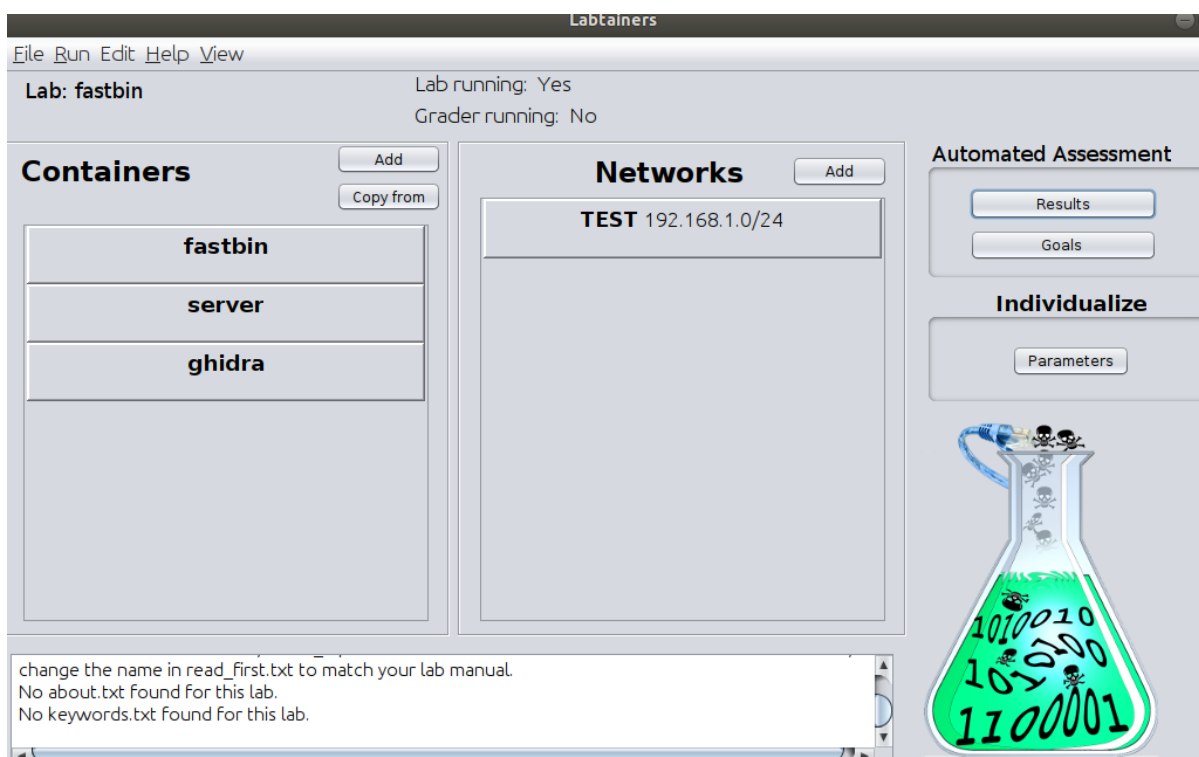 Labtainers
File Run Edit Help View
Lab: fastbin
Lab running: Yes
Grader running: No
Containers
Add
Copy from
fastbin
server
ghidra
Networks
Add
TEST 192.168.1.0/24
Automated Assessment
Results
Goals
Individualize
Parameters
change the name in read_first.txt to match your lab manual.
No about.txt found for this lab.
No keywords.txt found for this lab.
1010010
10100
1100001